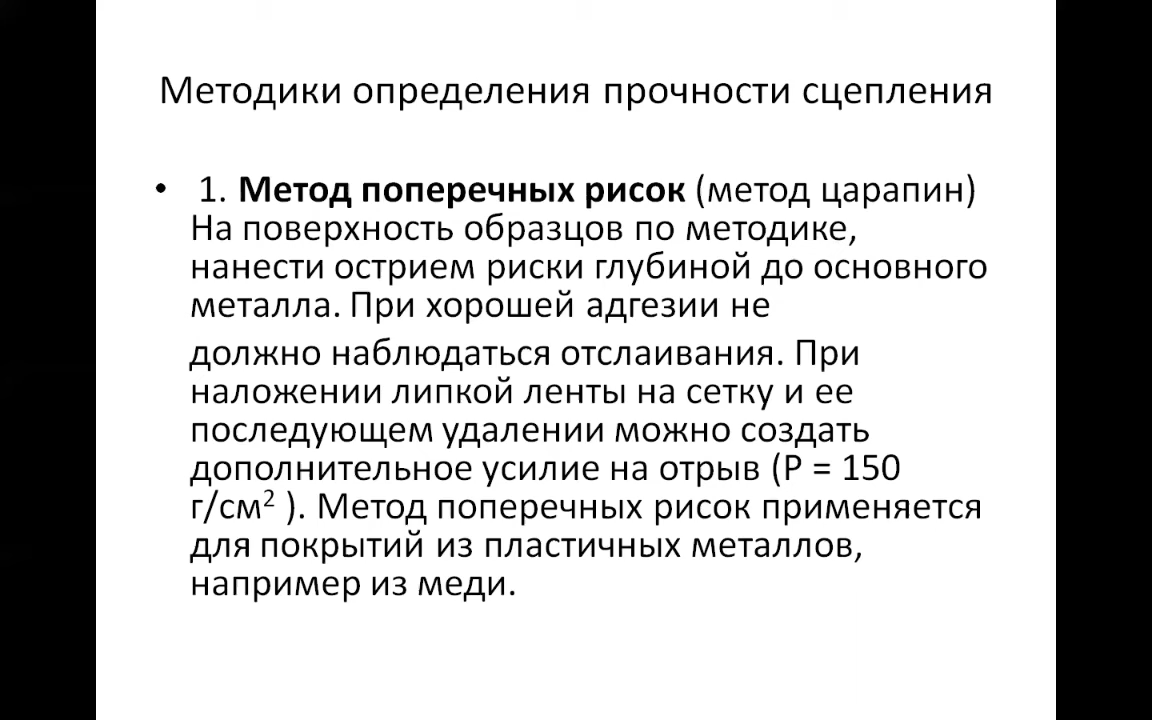 Методики определения прочности сцепления
• 1. Метод поперечных рисок (метод царапин)
На поверхность образцов по методике,
нанести острием риски глубиной до основного
металла. При хорошей адгезии не
должно наблюдаться отслаивания. При
наложении липкой ленты на сетку и ее
последующем удалении можно создать
дополнительное усилие на отрыв (Р = 150
г/см² ). Метод поперечных рисок применяется
для покрытий из пластичных металлов,
например из меди.